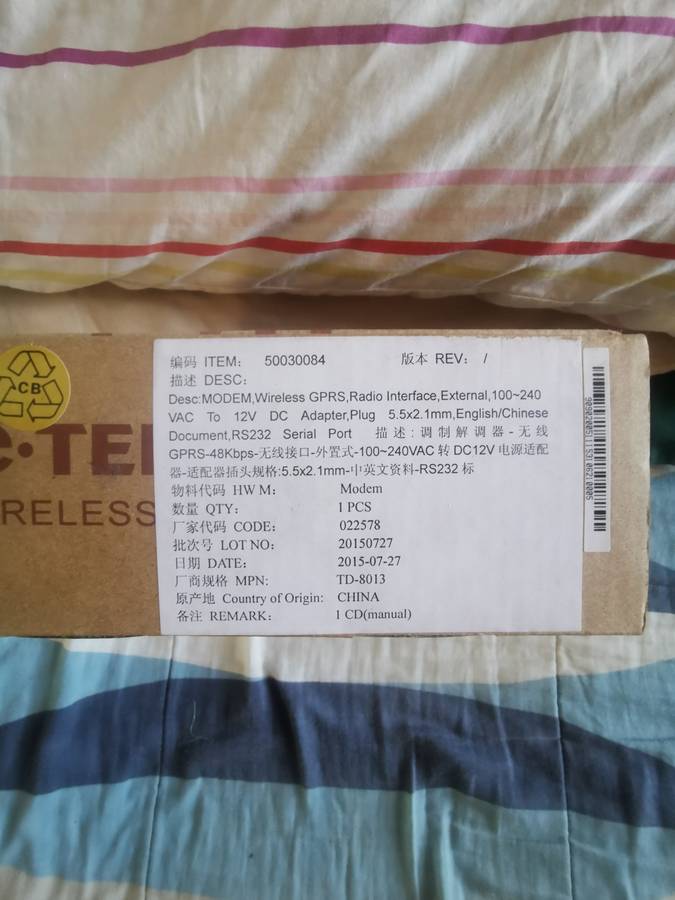 编码 ITEM: 50030084 版本 REV: /
描述 DESC:
Desc:MODEM,Wireless GPRS,Radio Interface,External,100~240
VAC To 12V DC Adapter,Plug 5.5x2.1mm,English/Chinese
Document,RS232 Serial Port 描述:调制解调器-无线
GPRS-48Kbps-无线接口-外置式-100~240VAC 转 DC12V 电源适配
器-适配器插头规格:5.5x2.1mm-中英文资料-RS232 标
物料代码 HW M: Modem
数量 QTY: 1 PCS
厂家代码 CODE: 022578
批次号 LOT NO: 20150727
日期 DATE: 2015-07-27
厂商规格 MPN: TD-8013
原产地 Country of Origin: CHINA
备注 REMARK: 1 CD(manual)
CB
RELESS